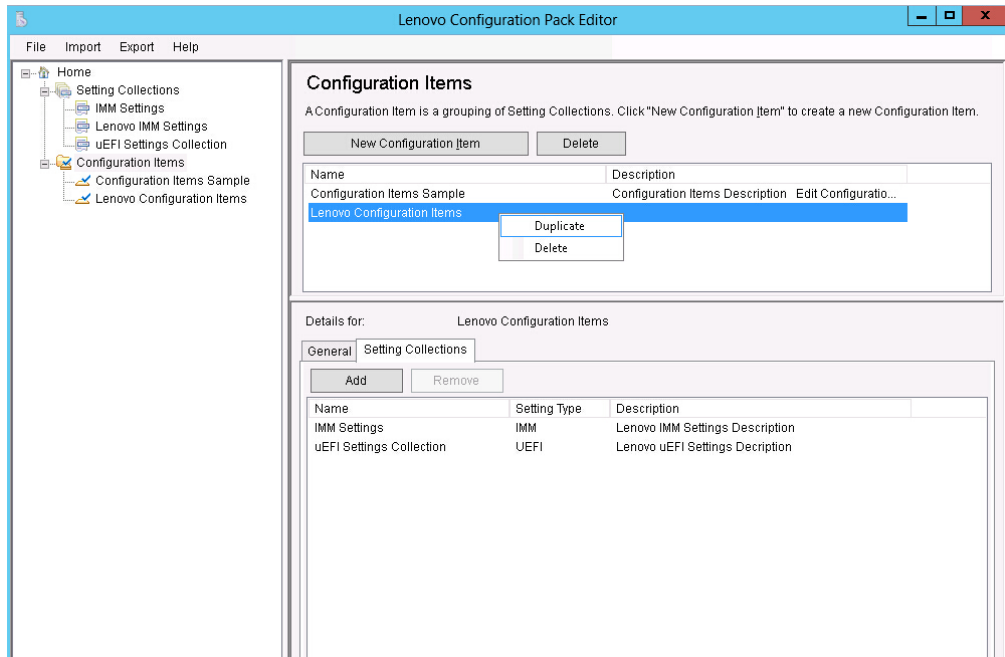 Lenovo Configuration Pack Editor
File Import Export Help
Home
Setting Collections
IMM Settings
Lenovo IMM Settings
uEFI Settings Collection
Configuration Items
Configuration Items Sample
Lenovo Configuration Items
Configuration Items
A Configuration Item is a grouping of Setting Collections. Click "New Configuration Item" to create a new Configuration Item.
New Configuration Item Delete
Name Description
Configuration Items Sample Configuration Items Description Edit Configuratio...
Lenovo Configuration Items
Duplicate
Delete
Details for: Lenovo Configuration Items
General Setting Collections
Add Remove
Name Setting Type Description
IMM Settings IMM Lenovo IMM Settings Description
uEFI Settings Collection UEFI Lenovo uEFI Settings Decription